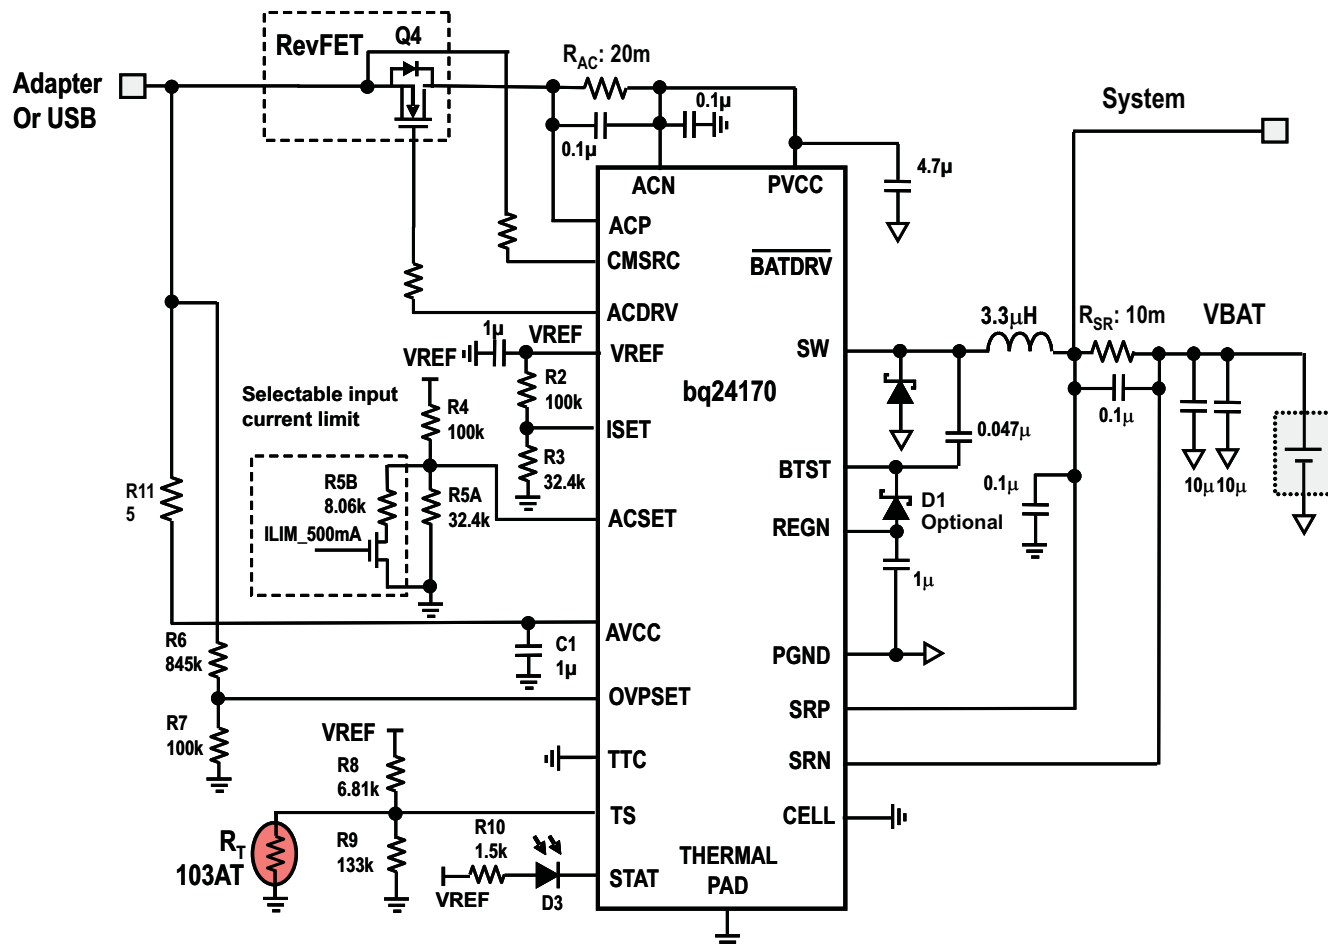 RevFET
Q4
Adapter
Or USB
RAC: 20m
0.1µ
0.1µ
System
4.7µ
ACN
PVCC
ACP
CMSRC
BATDRV
ACDRV
1µ
VREF
VREF
VREF
3.3µH
RSR: 10m
VBAT
SW
bq24170
R2
100k
Selectable input
current limit
R4
100k
ISET
0.1µ
0.047µ
R3
32.4k
BTST
R5B
8.06k
R5A
32.4k
R11
5
0.1µ
10µ
10µ
D1
Optional
ILIM_500mA
ACSET
REGN
1µ
R6
845k
AVCC
C1
1µ
PGND
OVPSET
SRP
R7
100k
VREF
TTC
SRN
R8
6.81k
TS
CELL
RT
103AT
R9
133k
R10
1.5k
THERMAL
PAD
STAT
VREF
D3